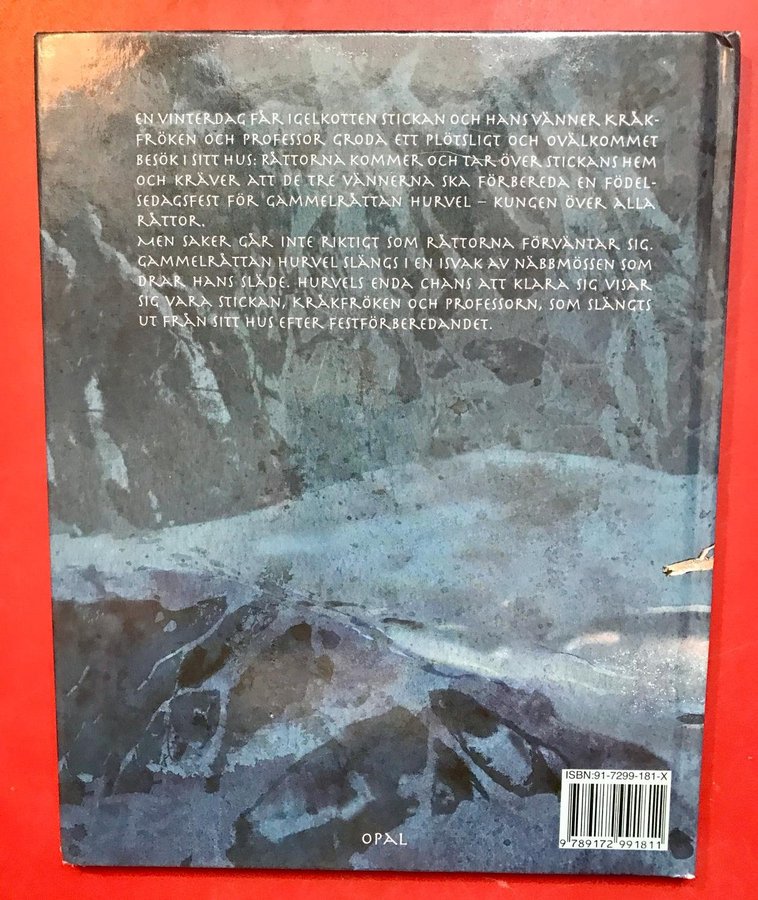 EN VINTERDAG FÅR IGELKOTTEN STICKAN OCH HANS VÄNNER KRÅK-
FRÖKEN OCH PROFESSOR GRODA ETT PLÖTSLIGT OCH OVÄLKOMMET
BESÖK I SITT HUS: RÅTTORNA KOMMER OCH TAR ÖVER STICKANS HEM
OCH KRÄVER ATT DE TRE VÄNNERNA SKA FÖRBEREDA EN FÖDEL-
SEDAGSFEST FÖR GAMMELRÅTTAN HURVEL – KUNGEN ÖVER ALLA
RÅTTOR.
MEN SAKER GÅR INTE RIKTIGT SOM RÅTTORNA FÖRVÄNTAR SIG.
GAMMELRÅTTAN HURVEL SLÄNGS I EN ISVAK AV NÄBBMÖSSEN SOM
DRAR HANS SLÄDE. HURVELS ENDA CHANS ATT KLARA SIG VISAR
SIG VARA STICKAN, KRÅKFRÖKEN OCH PROFESSORN, SOM SLÄNGTS
UT FRÅN SITT HUS EFTER FESTFÖRBEREDANDET.
ISBN:91-7299-181-X
9 789172 991811
OPAL